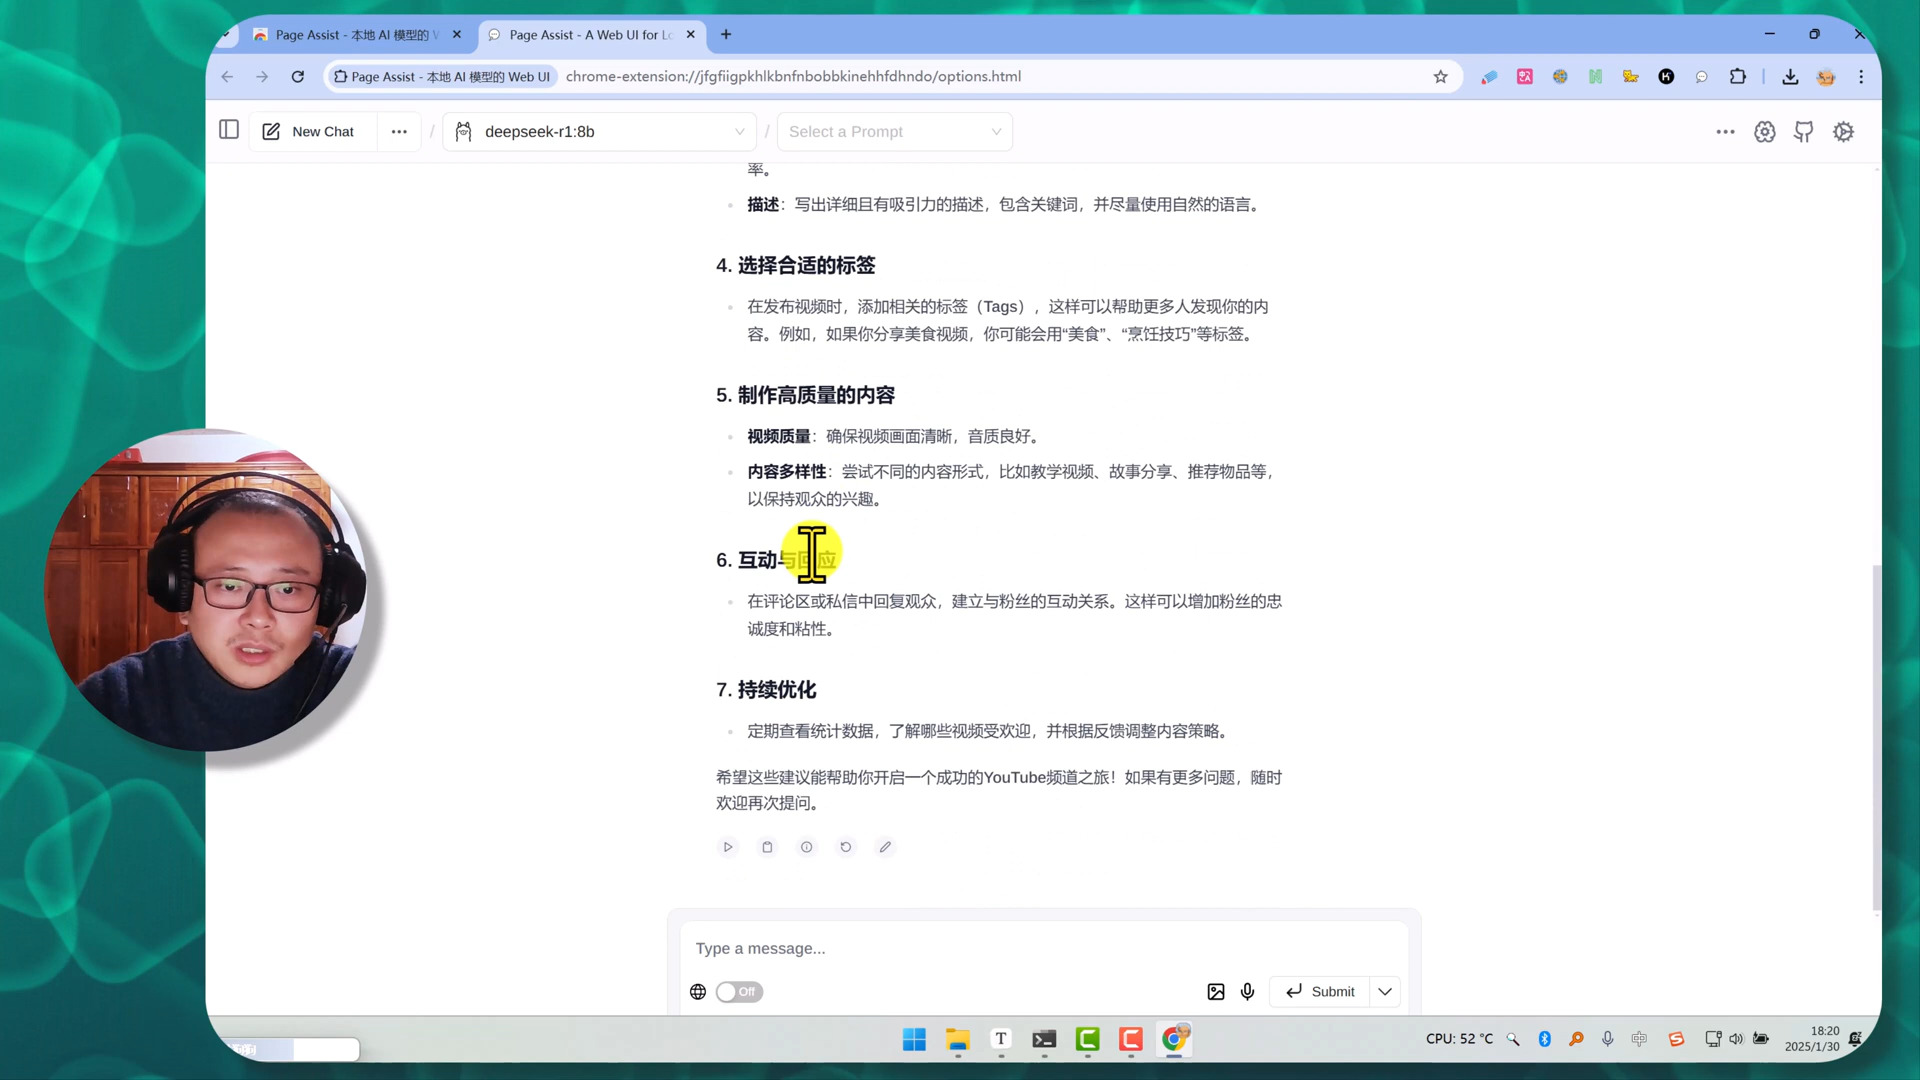 Page Assist - 本地 AI 模型的
Page Assist - A Web UI for Lo
Page Assist - 本地 AI 模型的 Web UI
chrome-extension://jfgfiigpkhlkbnfnbobbkinehhfdhndo/options.html
New Chat
/
deepseek-r1:8b
/
Select a Prompt
率。
描述：写出详细且有吸引力的描述，包含关键词，并尽量使用自然的语言。
4. 选择合适的标签
在发布视频时，添加相关的标签（Tags），这样可以帮助更多人发现你的内
容。例如，如果你分享美食视频，你可能会用“美食”、“烹饪技巧”等标签。
5. 制作高质量的内容
视频质量：确保视频画面清晰，音质良好。
内容多样性：尝试不同的内容形式，比如教学视频、故事分享、推荐物品等，
以保持观众的兴趣。
6. 互动与回应
在评论区或私信中回复观众，建立与粉丝的互动关系。这样可以增加粉丝的忠
诚度和粘性。
7. 持续优化
定期查看统计数据，了解哪些视频受欢迎，并根据反馈调整内容策略。
希望这些建议能帮助你开启一个成功的YouTube频道之旅！如果有更多问题，随时
欢迎再次提问。
Type a message...
Off
Submit
CPU: 52 °C
中
18:20
2025/1/30